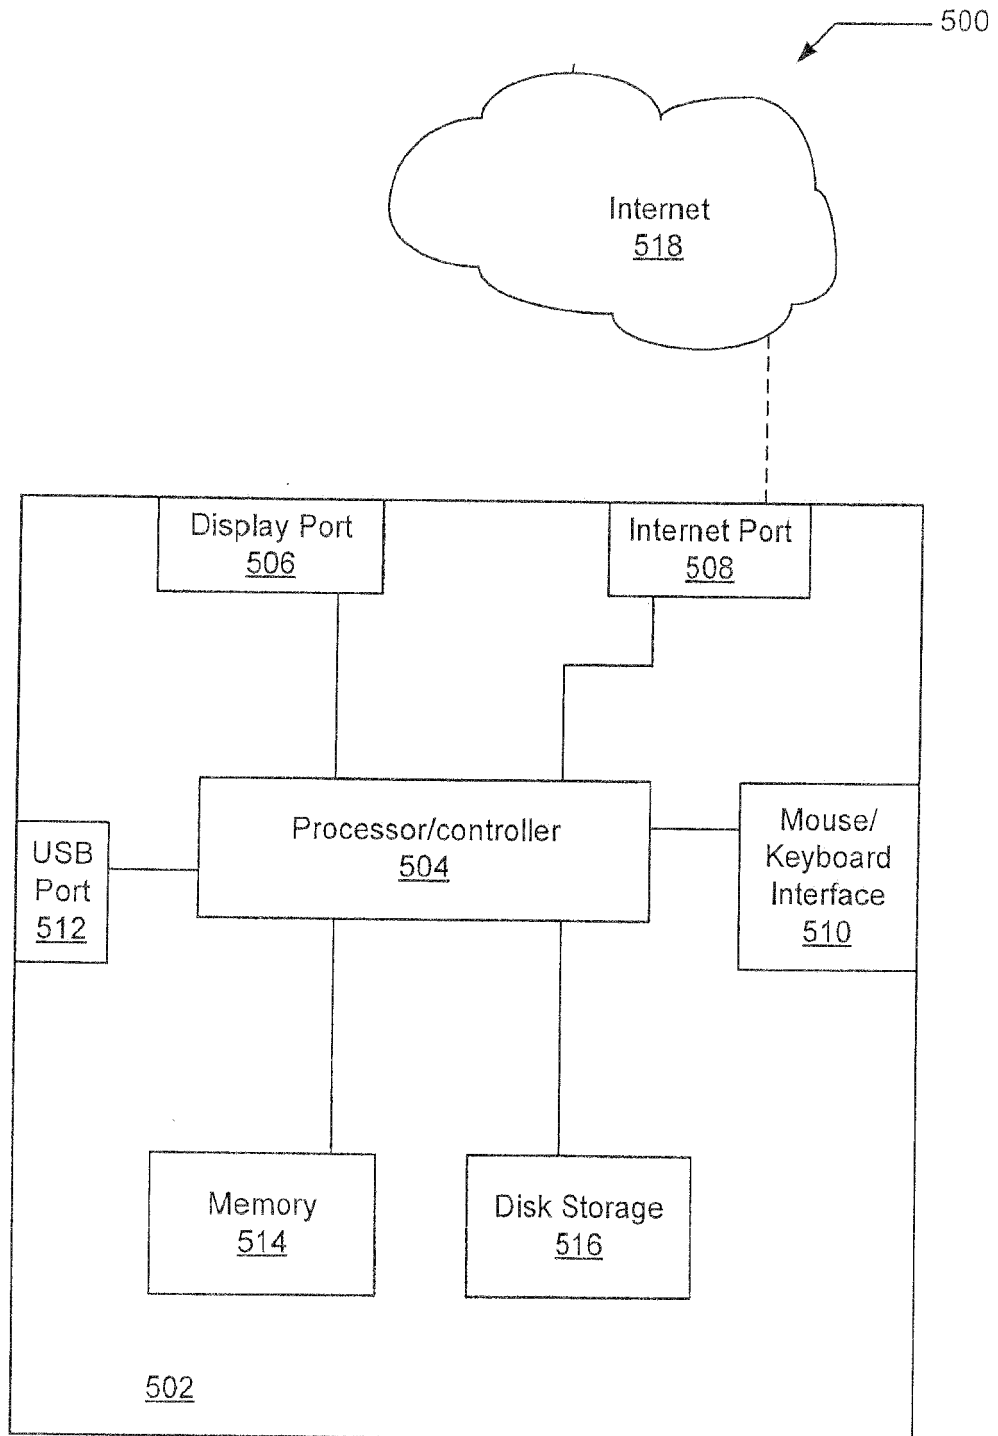 500
Internet
518
Display Port
506
Internet Port
508
Processor/controller
504
Mouse/
Keyboard
Interface
510
USB
Port
512
Memory
514
Disk Storage
516
502